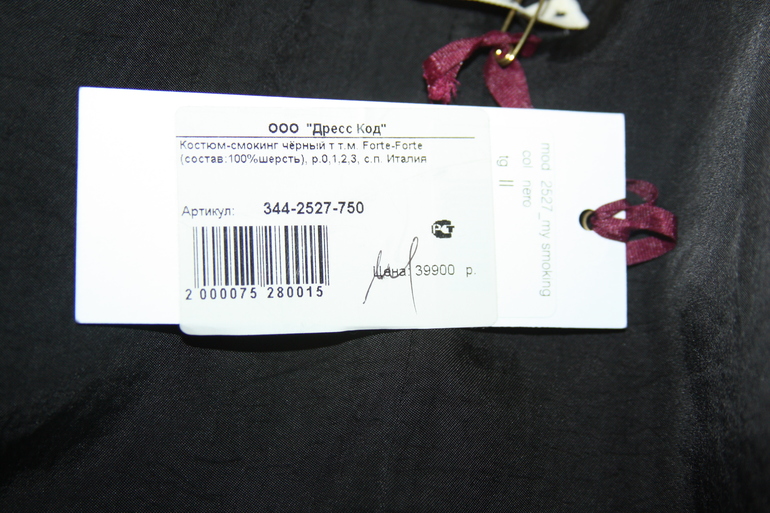 ООО "Дресс Код"
Костюм-смокинг чёрный т т.м. Forte-Forte
(состав:100%шерсть), р.0,1,2,3, с.п. Италия
Артикул: 344-2527-750
РСТ
Цена: 39900 р.
2 000075 280015
mod 2527_my smoking
col nero
tg II